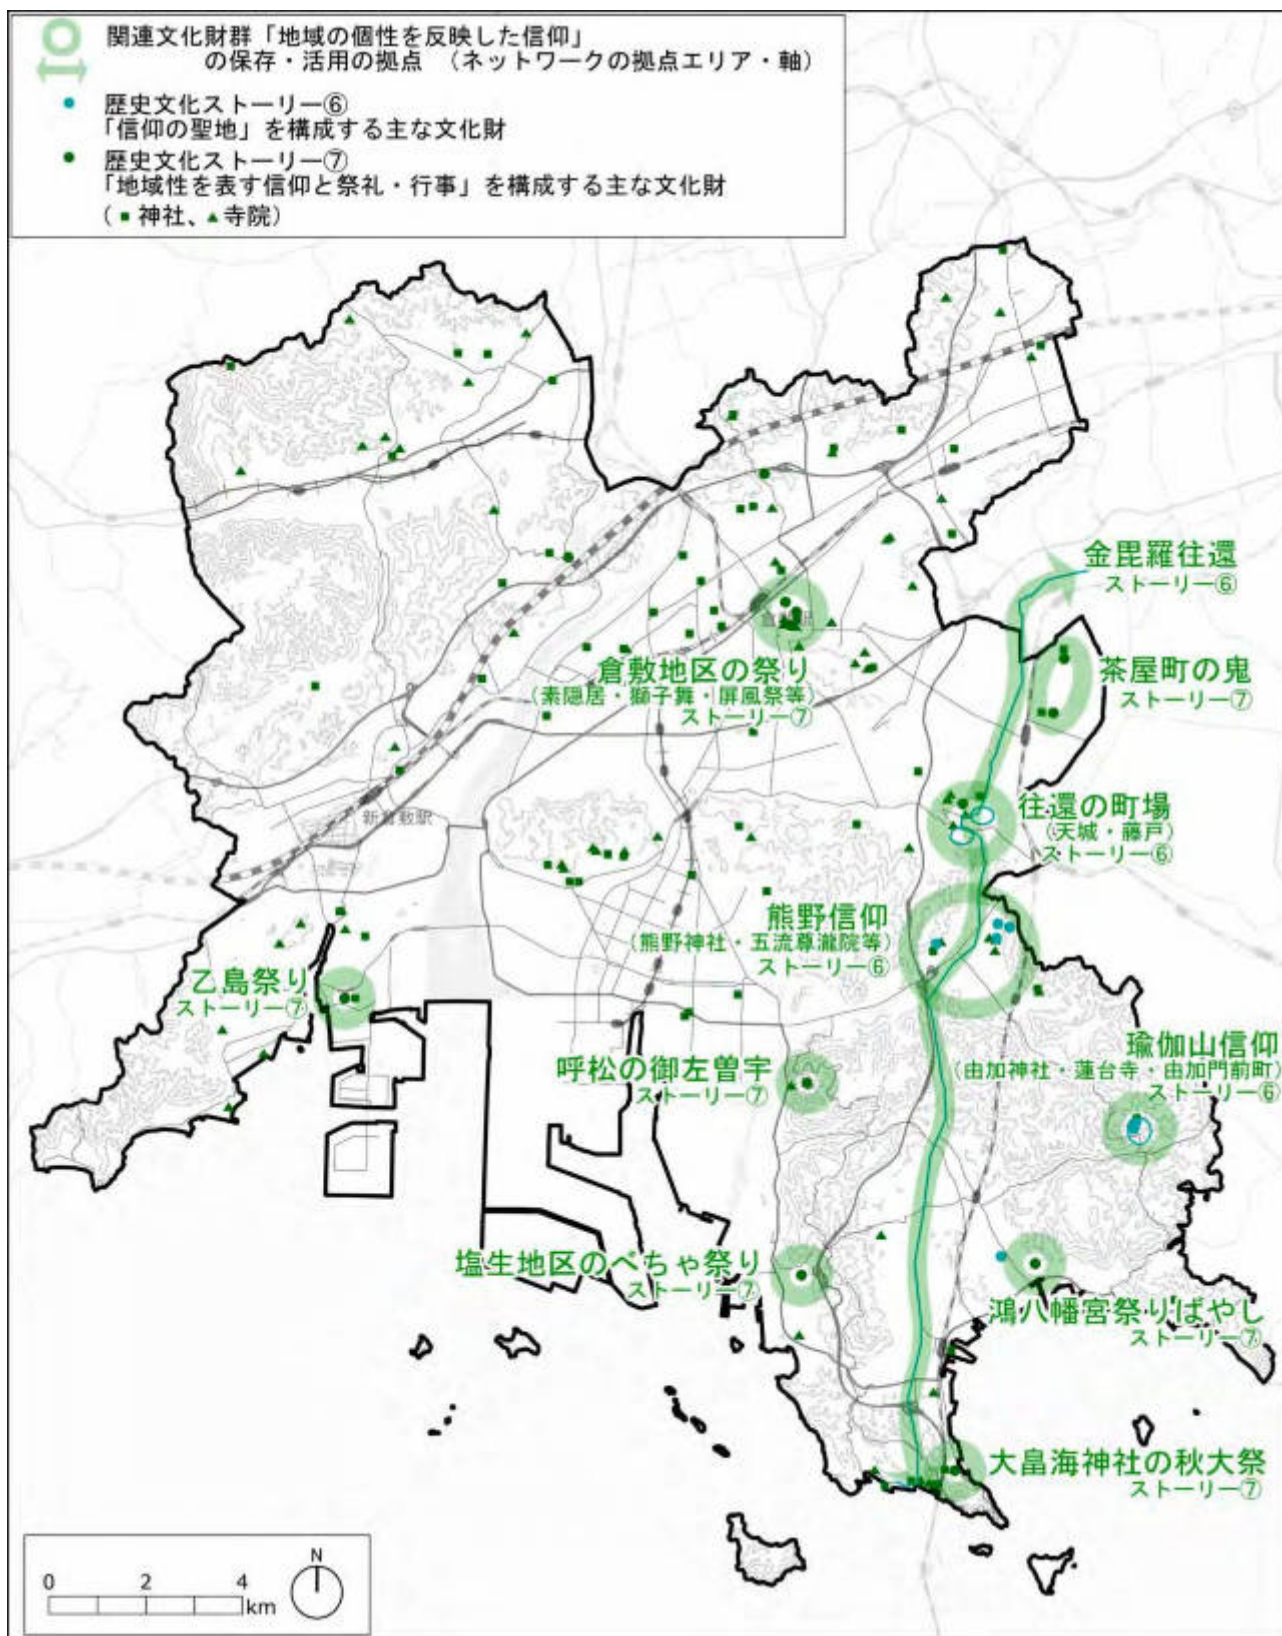 関連文化財群「地域の個性を反映した信仰」
の保存・活用の拠点 （ネットワークの拠点エリア・軸）
歴史文化ストーリー⑥
「信仰の聖地」を構成する主な文化財
歴史文化ストーリー⑦
「地域性を表す信仰と祭礼・行事」を構成する主な文化財
（■神社、▲寺院）
金毘羅往還
ストーリー⑥
茶屋町の鬼
ストーリー⑦
倉敷地区の祭り
（素隠居・獅子舞・屏風祭等）
ストーリー⑦
新倉敷駅
往還の町場
（天城・藤戸）
ストーリー⑥
熊野信仰
（熊野神社・五流尊瀧院等）
ストーリー⑥
乙島祭り
ストーリー⑦
呼松の御左曽宇
ストーリー⑦
瑜伽山信仰
（由加神社・蓮台寺・由加門前町）
ストーリー⑥
塩生地区のべちゃ祭り
ストーリー⑦
鴻八幡宮祭りばやし
ストーリー⑦
大畠海神社の秋大祭
ストーリー⑦
0 2 4
km
N